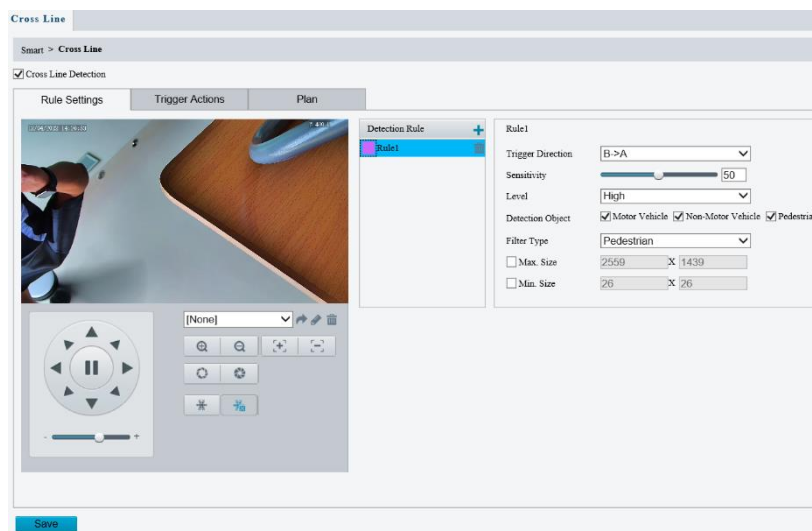 Cross Line
Smart > Cross Line
Cross Line Detection
Rule Settings
Trigger Actions
Plan
Detection Rule
Rule1
Rule1
Trigger Direction B->A
Sensitivity 50
Level High
Detection Object Motor Vehicle Non-Motor Vehicle
Filter Type Pedestrian
Max. Size 2559 X 1439
Min. Size 26 X 26
[None]
- +
Save